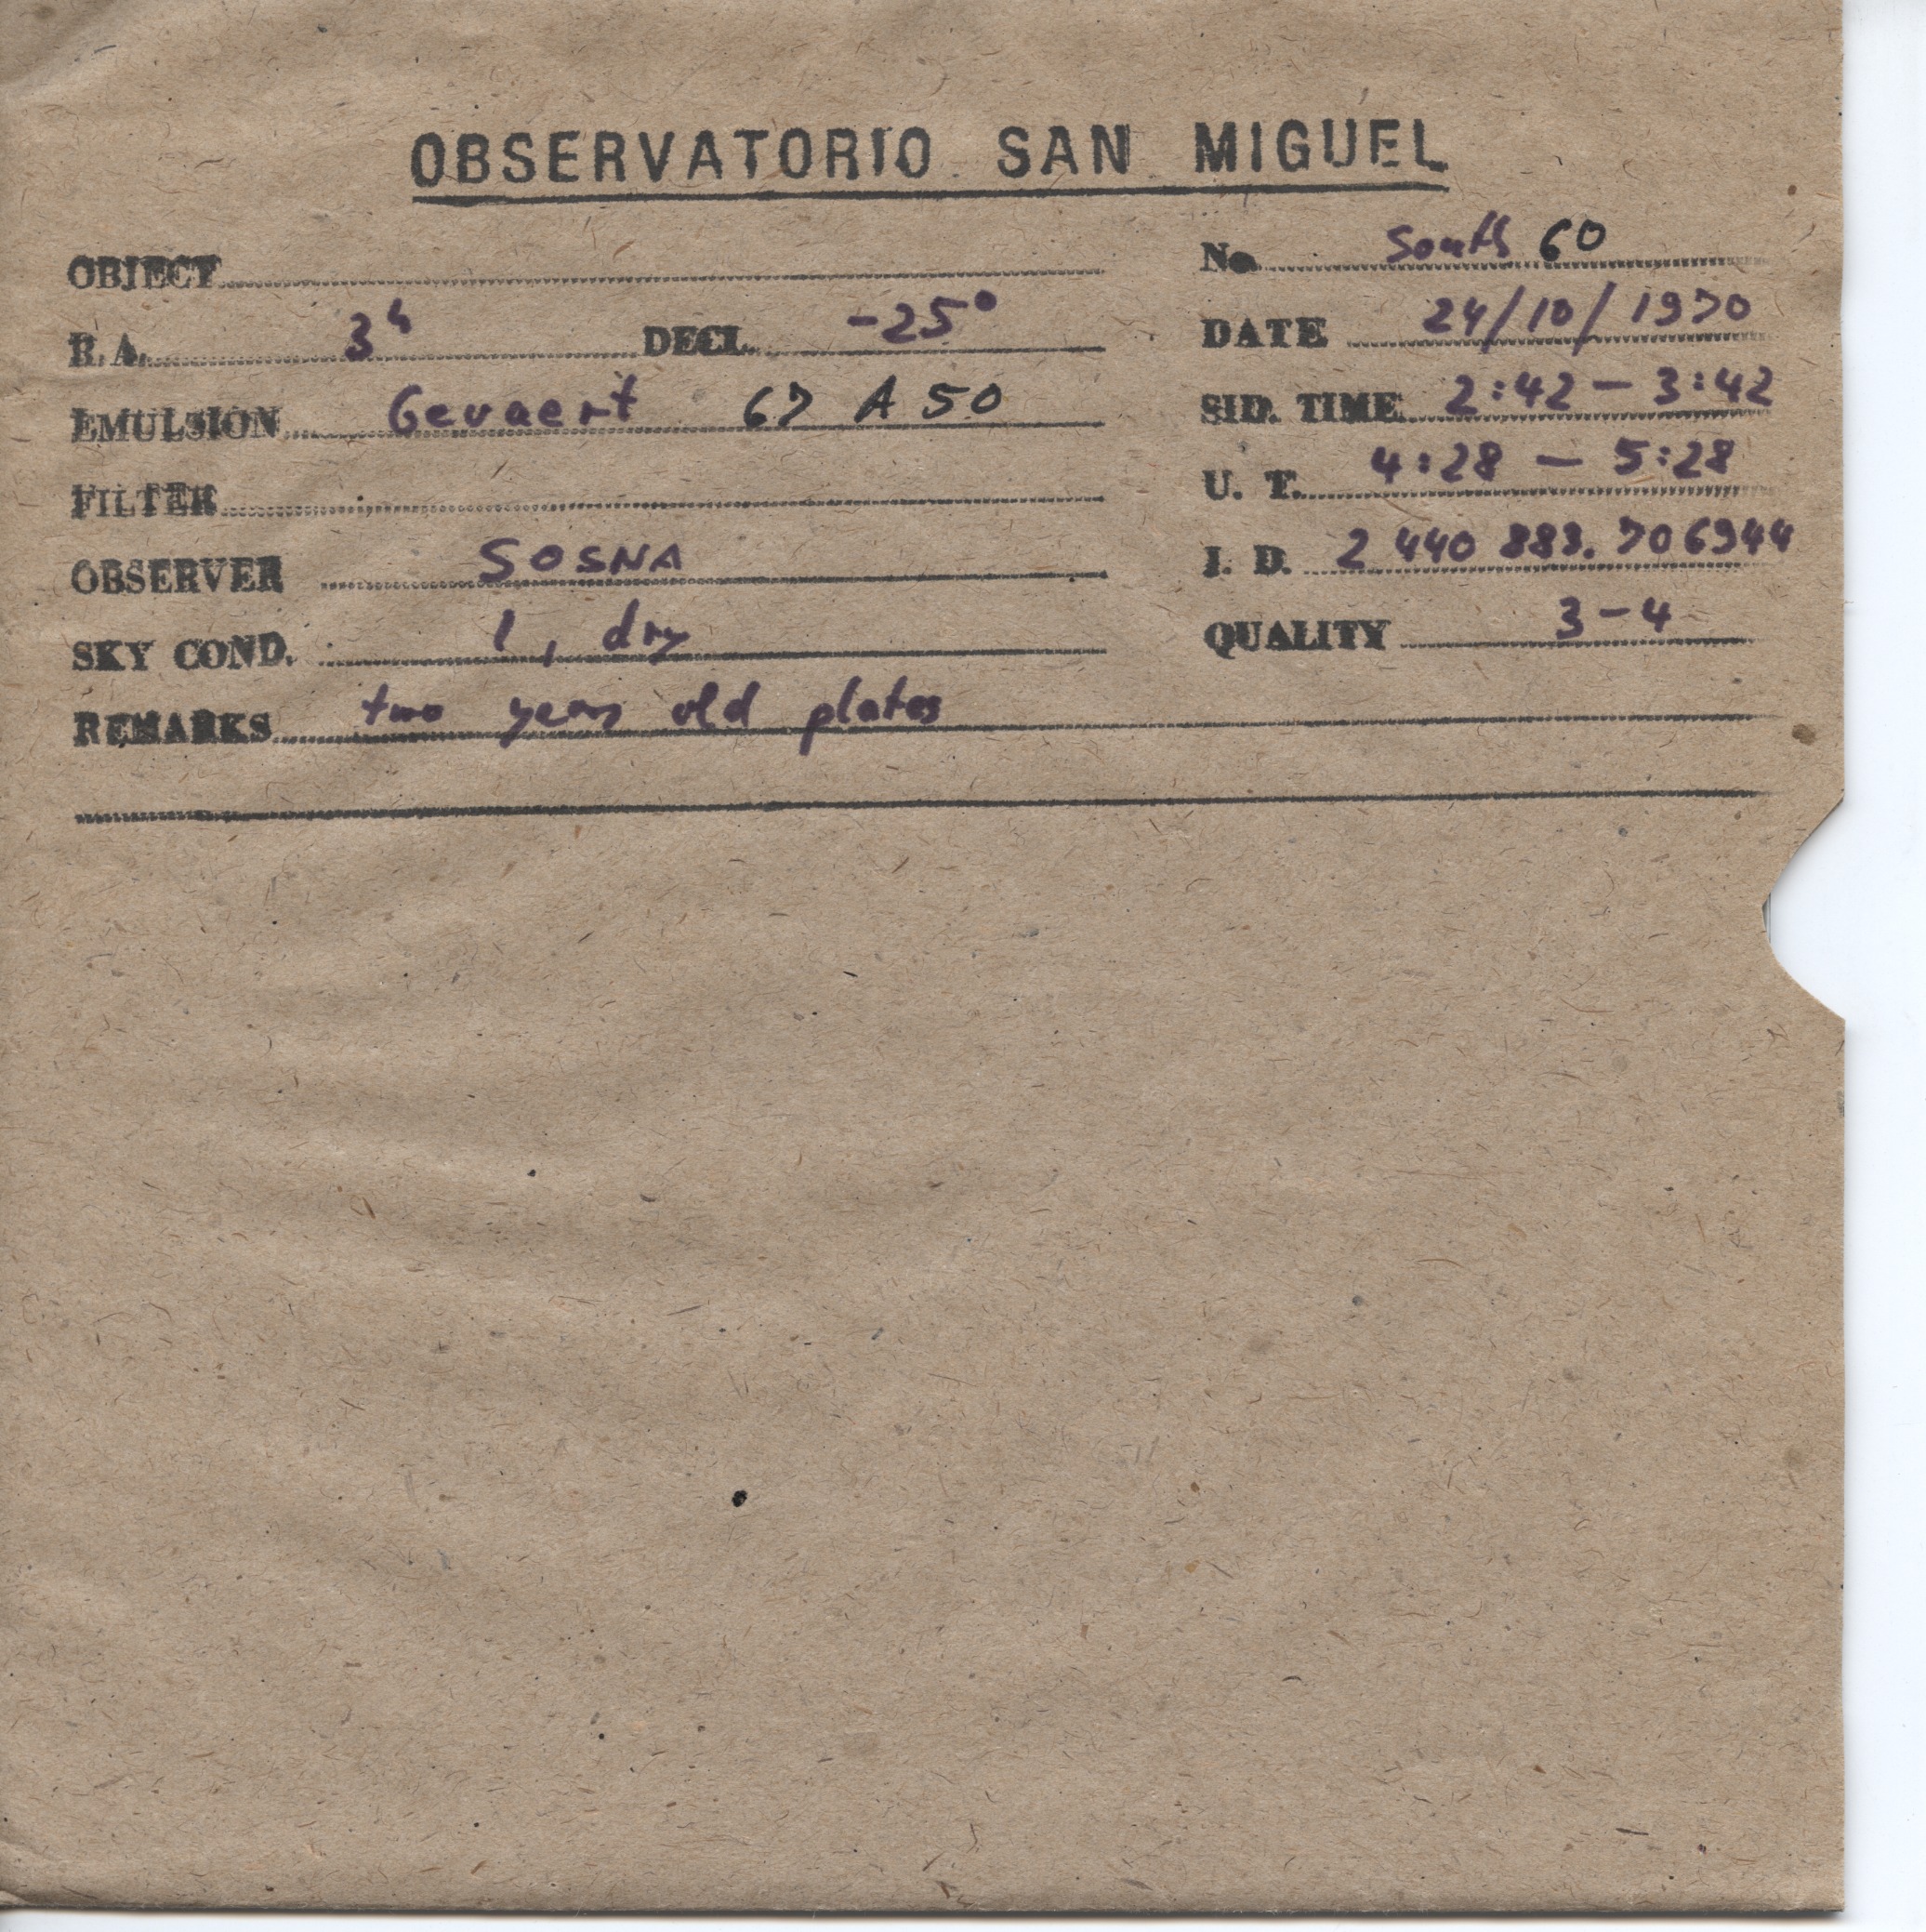 OBSERVATORIO SAN MIGUEL
OBJECT
No. South 60
R.A. 3h DECL. -25°
DATE 24/10/1970
EMULSION Gevaert 67 A 50
SID. TIME 2:42 - 3:42
FILTER
U. T. 4:28 - 5:28
OBSERVER SOSNA
J. D. 2 440 883.706944
SKY COND. 1, dry
QUALITY 3-4
REMARKS two years old plates